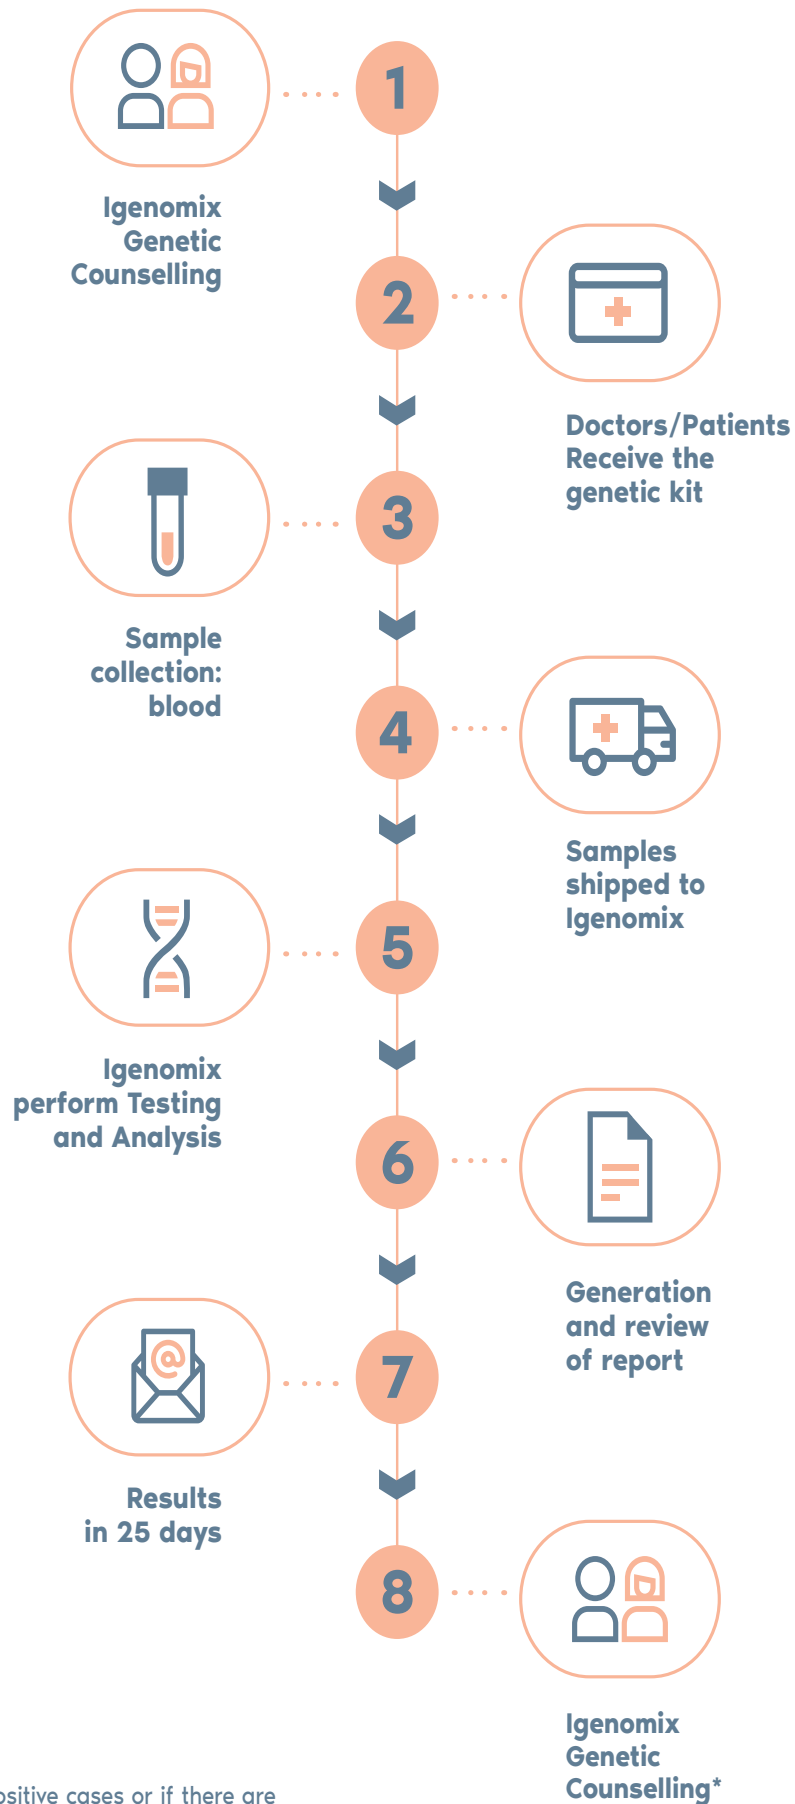 1
Igenomix
Genetic
Counselling
2
Doctors/Patients
Receive the
genetic kit
3
Sample
collection:
blood
4
Samples
shipped to
Igenomix
5
Igenomix
perform Testing
and Analysis
6
Generation
and review
of report
7
@
Results
in 25 days
8
Igenomix
Genetic
Counselling*
cases or if there are